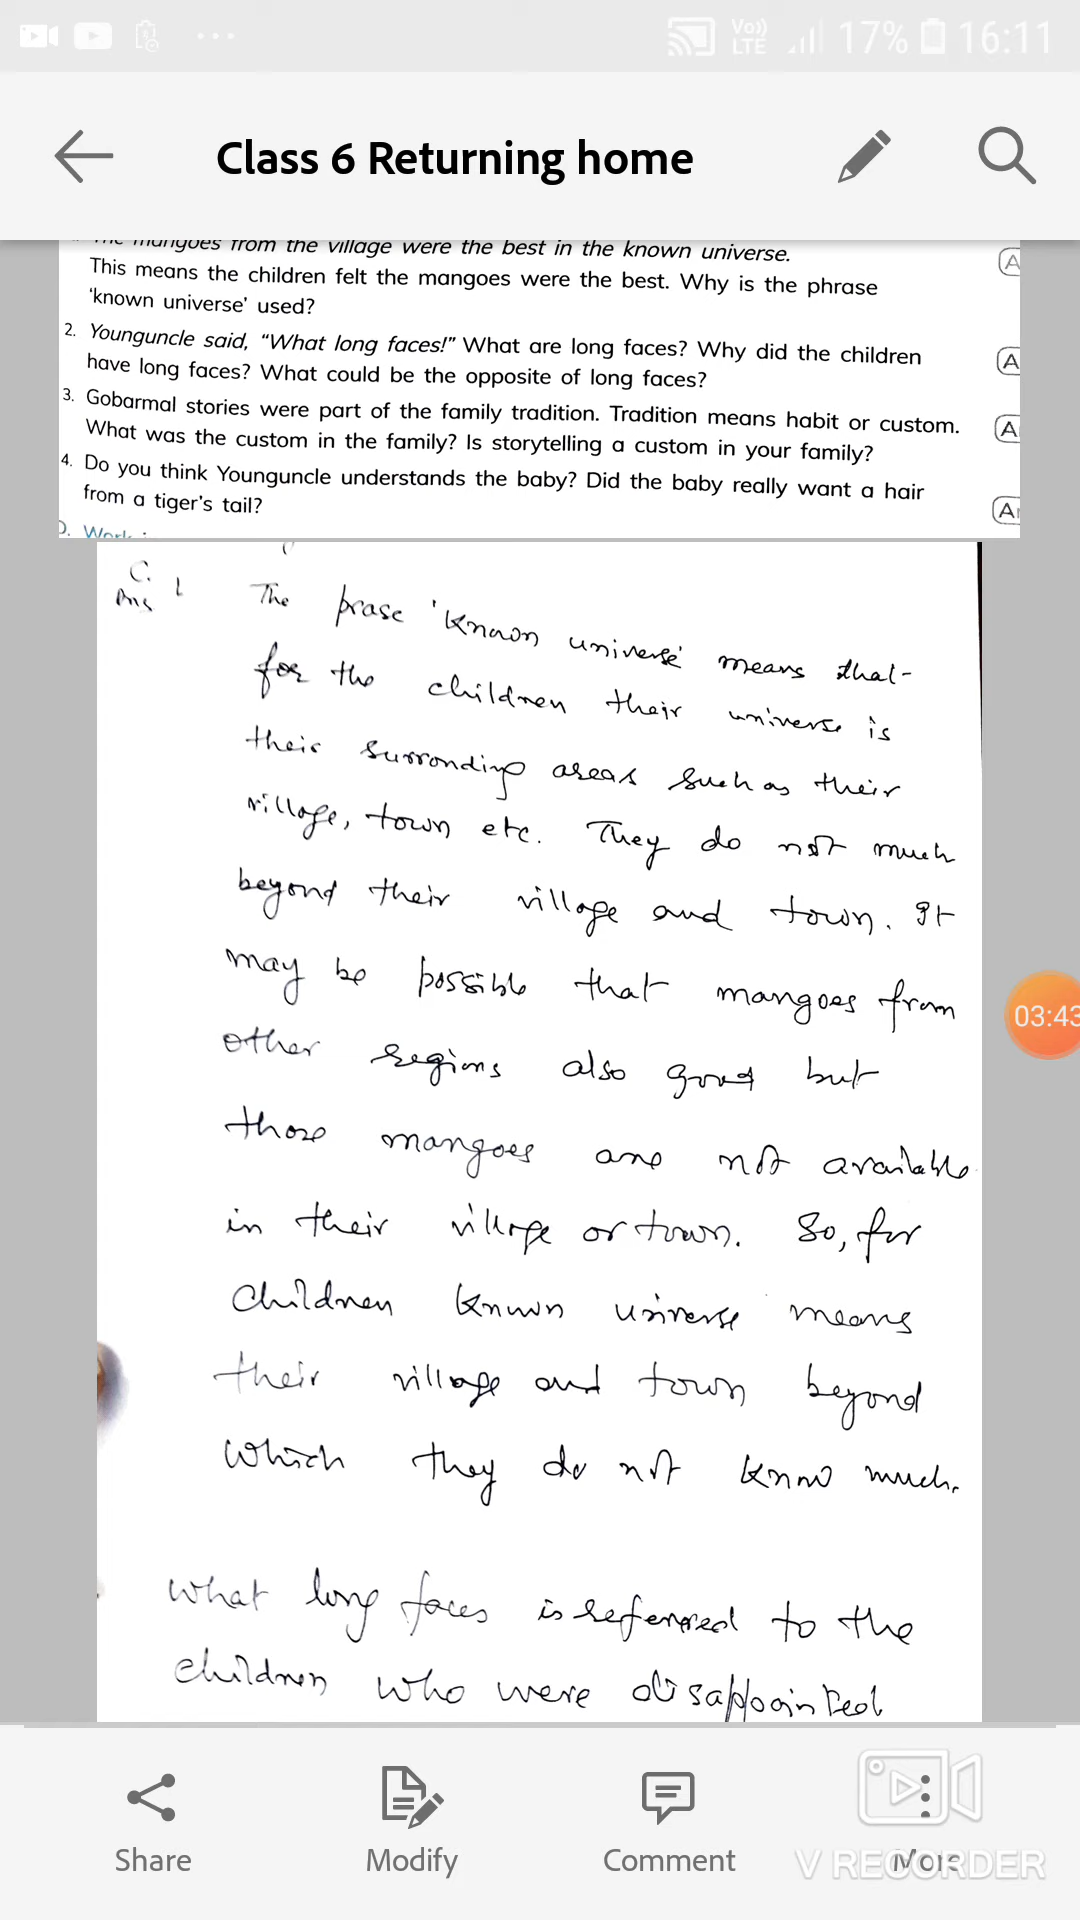 Vo))
LTE
17%
16:11
Class 6 Returning home
mangoes from the village were the best in the known universe.
This means the children felt the mangoes were the best. Why is the phrase
'known universe' used?
A
2. Younguncle said, "What long faces!" What are long faces? Why did the children
have long faces? What could be the opposite of long faces?
A
3. Gobarmal stories were part of the family tradition. Tradition means habit or custom.
What was the custom in the family? Is storytelling a custom in your family?
A
4. Do you think Younguncle understands the baby? Did the baby really want a hair
from a tiger's tail?
A
C.
Ans 1 The prase 'known universe' means that
for the children their universe is
their surronding areas such as their
village, town etc. They do not much
beyond their village and town. It
may be possible that mangoes from
other regions also good but
those mangoes are not available
in their village or town. So, for
children known universe means
their village and town beyond
which they do not know much.
03:43
What long faces is referred to the
children who were disappointed
Share
Modify
Comment
More
V RECORDER